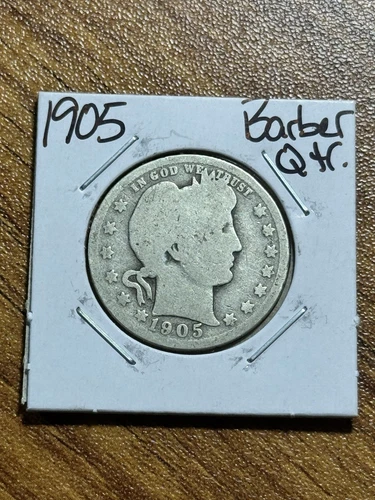 1905 Barber
Qtr.
IN GOD WE TRUST
1905